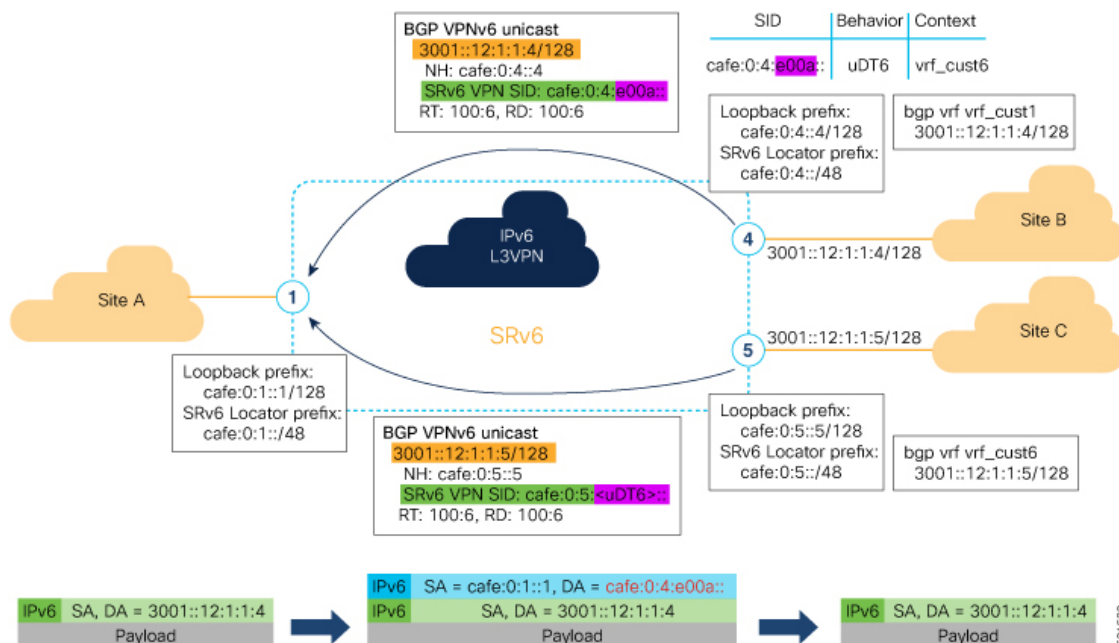 BGP VPNv6 unicast
3001::12:1:1:4/128
NH: cafe:0:4::4
SRv6 VPN SID: cafe:0:4:e00a::
RT: 100:6, RD: 100:6
SID Behavior Context
cafe:0:4:e00a:: uDT6 vrf_cust6
Loopback prefix:
cafe:0:4::4/128
SRv6 Locator prefix:
cafe:0:4::/48
bgp vrf vrf_cust1
3001::12:1:1:4/128
IPv6
L3VPN
Site A
1
4
3001::12:1:1:4/128
Site B
SRv6
5
3001::12:1:1:5/128
Site C
Loopback prefix:
cafe:0:1::1/128
SRv6 Locator prefix:
cafe:0:1::/48
BGP VPNv6 unicast
3001::12:1:1:5/128
NH: cafe:0:5::5
SRv6 VPN SID: cafe:0:5:<uDT6>::
RT: 100:6, RD: 100:6
Loopback prefix:
cafe:0:5::5/128
SRv6 Locator prefix:
cafe:0:5::/48
bgp vrf vrf_cust6
3001::12:1:1:5/128
IPv6 SA, DA = 3001::12:1:1:4
Payload
IPv6 SA = cafe:0:1::1, DA = cafe:0:4:e00a::
IPv6 SA, DA = 3001::12:1:1:4
Payload
IPv6 SA, DA = 3001::12:1:1:4
Payload